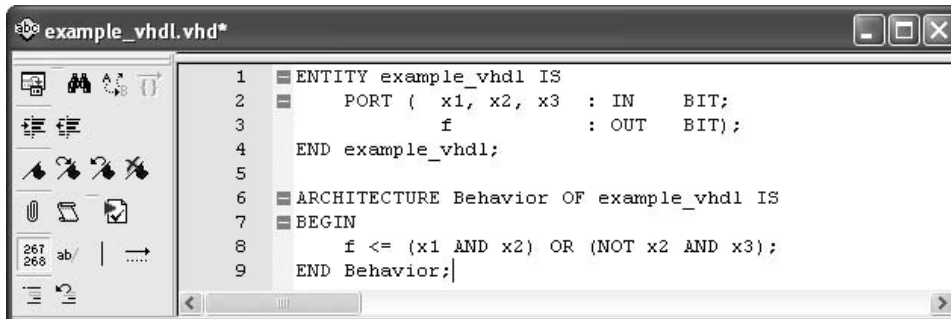 example_vhdl.vhd*
267
268
ab/
1 ENTITY example_vhdl IS
2 PORT ( x1, x2, x3 : IN BIT;
3 f : OUT BIT);
4 END example_vhdl;
5
6 ARCHITECTURE Behavior OF example_vhdl IS
7 BEGIN
8 f <= (x1 AND x2) OR (NOT x2 AND x3);
9 END Behavior;